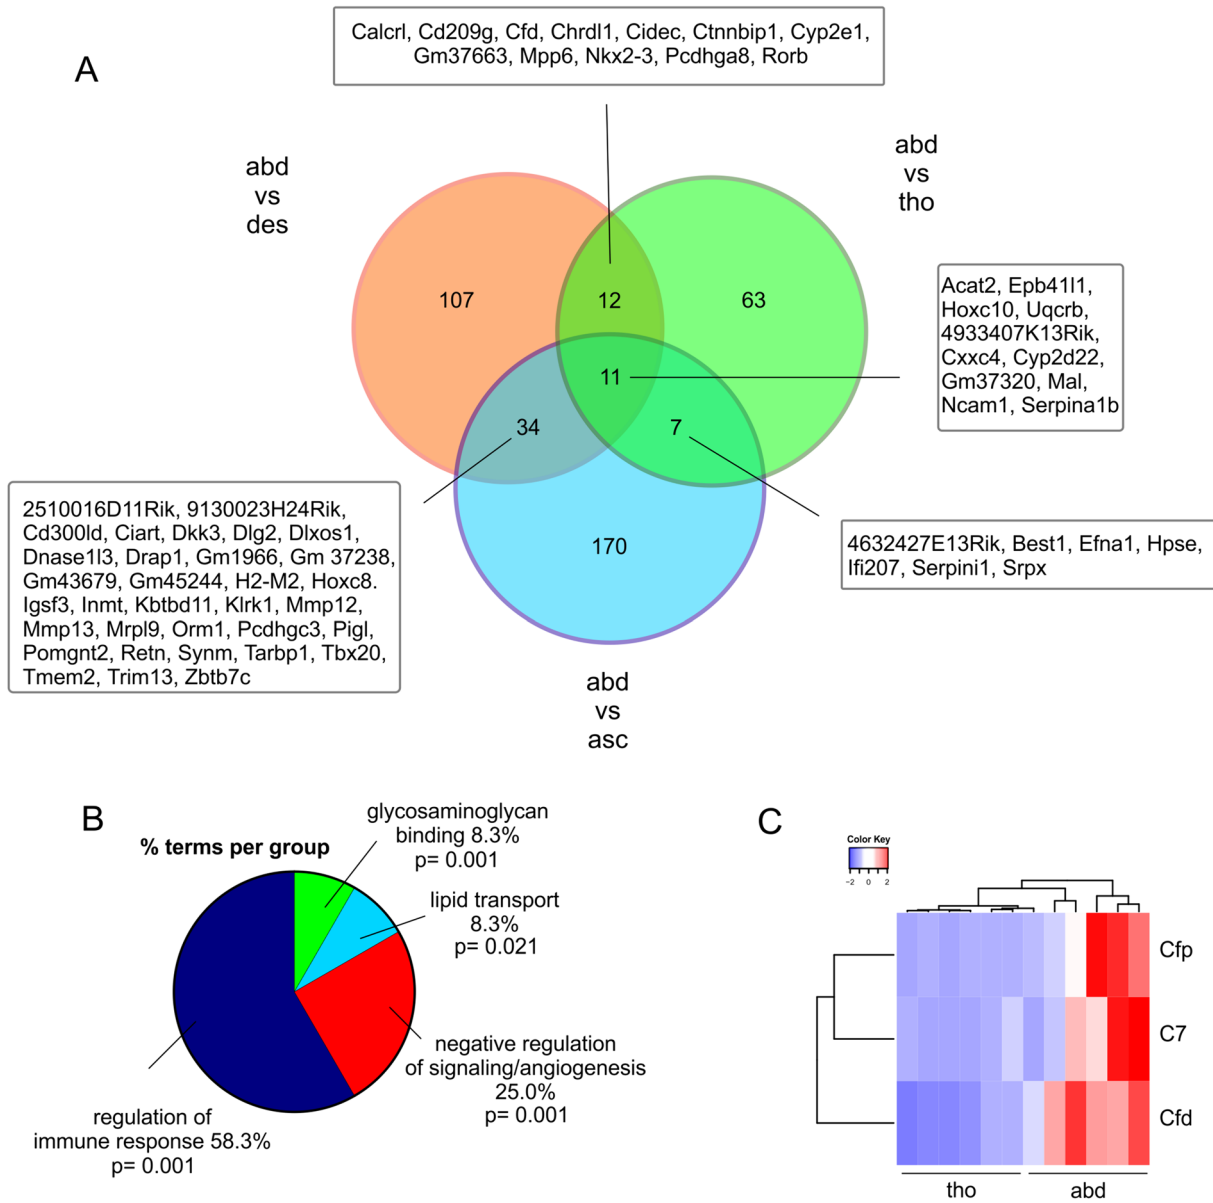 Calcrl, Cd209g, Cfd, Chrdl1, Cidec, Ctnnbip1, Cyp2e1,
Gm37663, Mpp6, Nkx2-3, Pcdhga8, Rorb
A
abd
vs
des
abd
vs
tho
107
12
63
11
34
7
170
Acat2, Epb41l1,
Hoxc10, Uqcrb,
4933407K13Rik,
Cxxc4, Cyp2d22,
Gm37320, Mal,
Ncam1, Serpina1b
2510016D11Rik, 9130023H24Rik,
Cd300ld, Ciart, Dkk3, Dlg2, Dlxos1,
Dnase1l3, Drap1, Gm1966, Gm 37238,
Gm43679, Gm45244, H2-M2, Hoxc8.
Igsf3, Inmt, Kbtbd11, Klrk1, Mmp12,
Mmp13, Mrpl9, Orm1, Pcdhgc3, Pigl,
Pomgnt2, Retn, Synm, Tarbp1, Tbx20,
Tmem2, Trim13, Zbtb7c
4632427E13Rik, Best1, Efna1, Hpse,
Ifi207, Serpini1, Srpx
abd
vs
asc
B
% terms per group
glycosaminoglycan
binding 8.3%
p= 0.001
lipid transport
8.3%
p= 0.021
negative regulation
of signaling/angiogenesis
25.0%
p= 0.001
regulation of
immune response 58.3%
p= 0.001
C
Color Key
−2 0 2
Cfp
C7
Cfd
tho abd